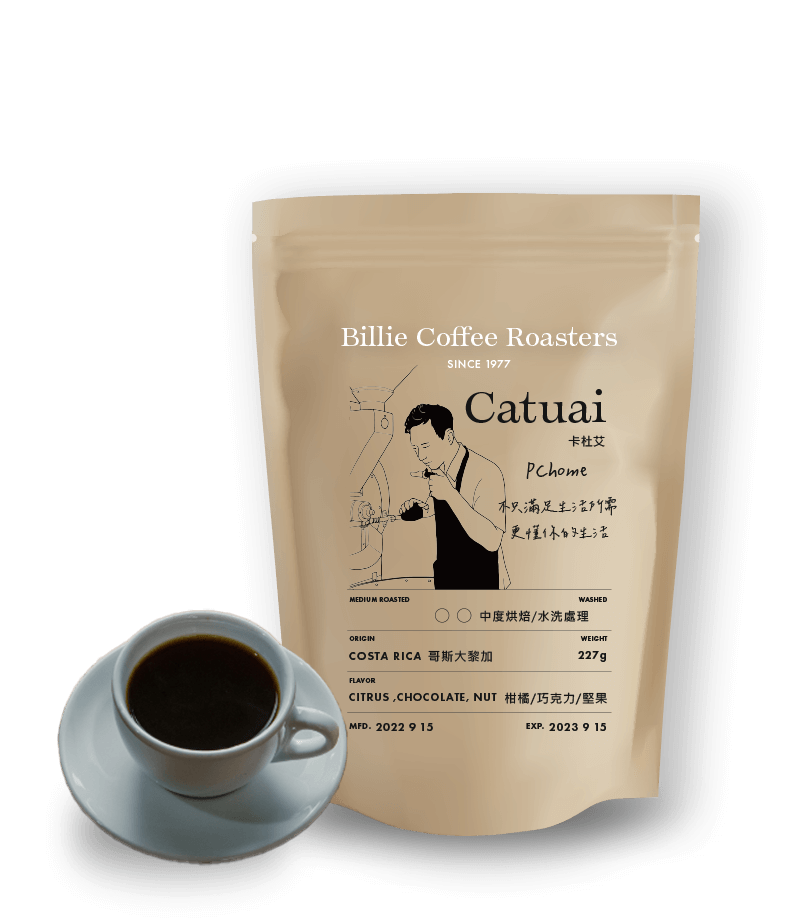 Billie Coffee Roasters
SINCE 1977
Catuai
卡杜艾
PChome
不只滿足生活所需
更懂你的生活
MEDIUM ROASTED WASHED
中度烘焙/水洗處理
ORIGIN WEIGHT
COSTA RICA 哥斯大黎加 227g
FLAVOR
CITRUS ,CHOCOLATE, NUT 柑橘/巧克力/堅果
MFD. 2022 9 15 EXP. 2023 9 15